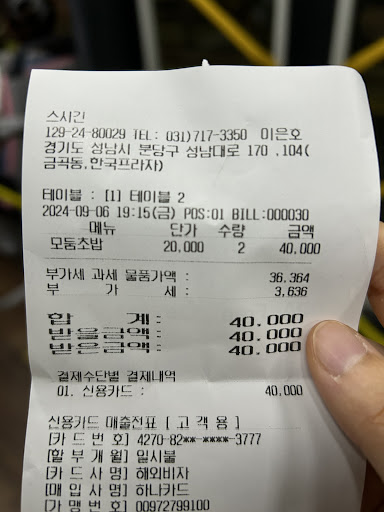 스시긴
129-24-80029 TEL: 031)717-3350 이은호
경기도 성남시 분당구 성남대로 170 ,104(
금곡동,한국프라자)
테이블 : [1] 테이블 2
2024-09-06 19:15(금) POS:01 BILL:000030
메뉴 단가 수량 금액
모둠초밥 20,000 2 40,000
부가세 과세 물품가액 : 36,364
부 가 세 : 3,636
합 계 : 40,000
받을금액 : 40,000
받은금액 : 40,000
결제수단별 결제내역
01. 신용카드 : 40,000
신용카드 매출전표 [ 고 객 용 ]
[카 드 번 호] 4270-82**-****-3777
[할 부 개 월] 일시불
[카 드 사 명] 해외비자
[매 입 사 명] 하나카드
[가 맹 번 호] 00972799100